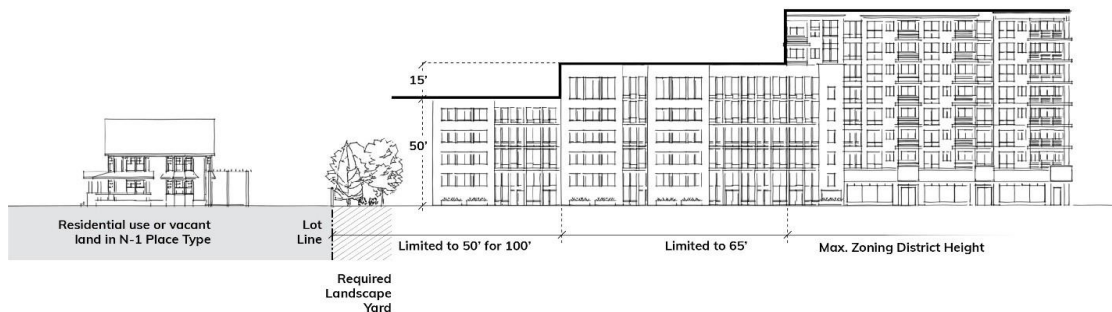 15'
50'
Residential use or vacant
land in N-1 Place Type
Lot
Line
Limited to 50' for 100'
Limited to 65'
Max. Zoning District Height
Required
Landscape
Yard